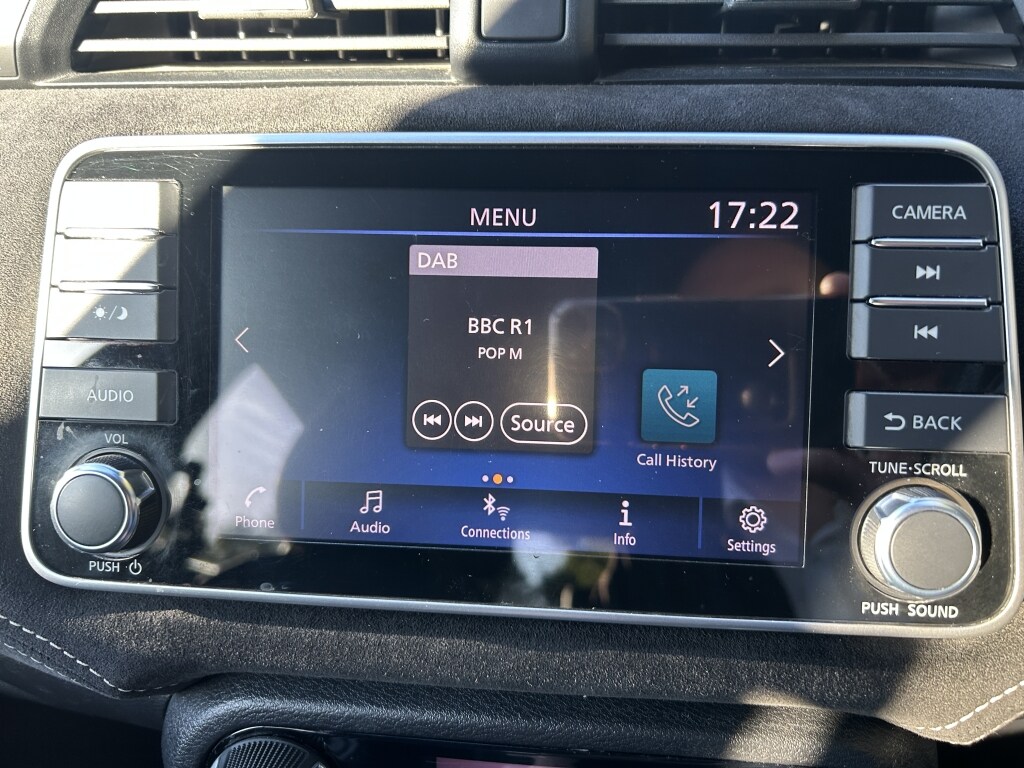 MENU
17:22
DAB
BBC R1
POP M
Source
Call History
Phone
Audio
Connections
Info
Settings
AUDIO
VOL
PUSH
CAMERA
BACK
TUNE·SCROLL
PUSH SOUND